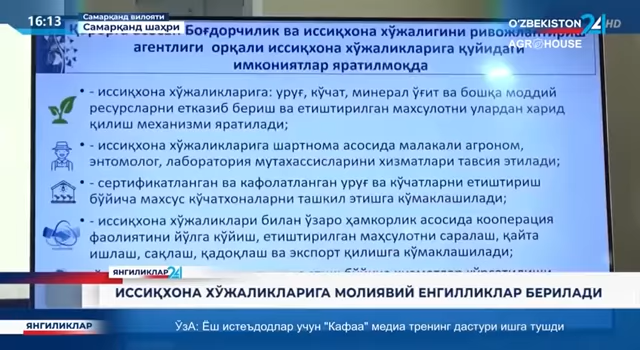 16:13
Самарқанд вилояти
Самарқанд шаҳри
O'ZBEKISTON 24 HD
AGROHOUSE
асосан Боғдорчилик ва иссиқхона хўжалигини
агентлиги орқали иссиқхона хўжаликларига қуйидаги
имкониятлар яратилмоқда
- иссиқхона хўжаликларига: уруғ, кўчат, минерал ўғит ва бошқа моддий
ресурсларни етказиб бериш ва етиштирилган махсулотни улардан харид
қилиш механизми яратилади;
- иссиқхона хўжаликларига шартнома асосида малакали агроном,
энтомолог, лаборатория мутахассисларини хизматлари тавсия этилади;
- сертификатланган ва кафолатланган уруғ ва кўчатларни етиштириш
бўйича махсус кўчатхоналарни ташкил этишга кўмаклашилади;
- иссиқхона хўжаликлари билан ўзаро ҳамкорлик асосида кооперация
фаолиятини йўлга қўйиш, етиштирилган маҳсулотни саралаш, қайта
ишлаш, сақлаш, қадоқлаш ва экспорт қилишга кўмаклашилади;
ЯНГИЛИКЛАР 24
ИССИҚХОНА ХЎЖАЛИКЛАРИГА МОЛИЯВИЙ ЕНГИЛЛИКЛАР БЕРИЛАДИ
ЯНГИЛИКЛАР
ЎзА: Ёш истеъдодлар учун "Кафаа" медиа тренинг дастури ишга тушди